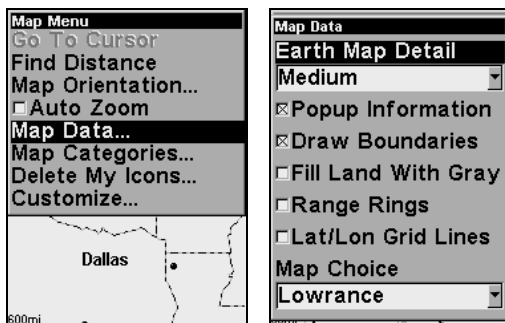 Map Menu
Go To Cursor
Find Distance
Map Orientation...
Auto Zoom
Map Data...
Map Categories...
Delete My Icons...
Customize...
Dallas
600mi
Map Data
Earth Map Detail
Medium
Popup Information
Draw Boundaries
Fill Land With Gray
Range Rings
Lat/Lon Grid Lines
Map Choice
Lowrance